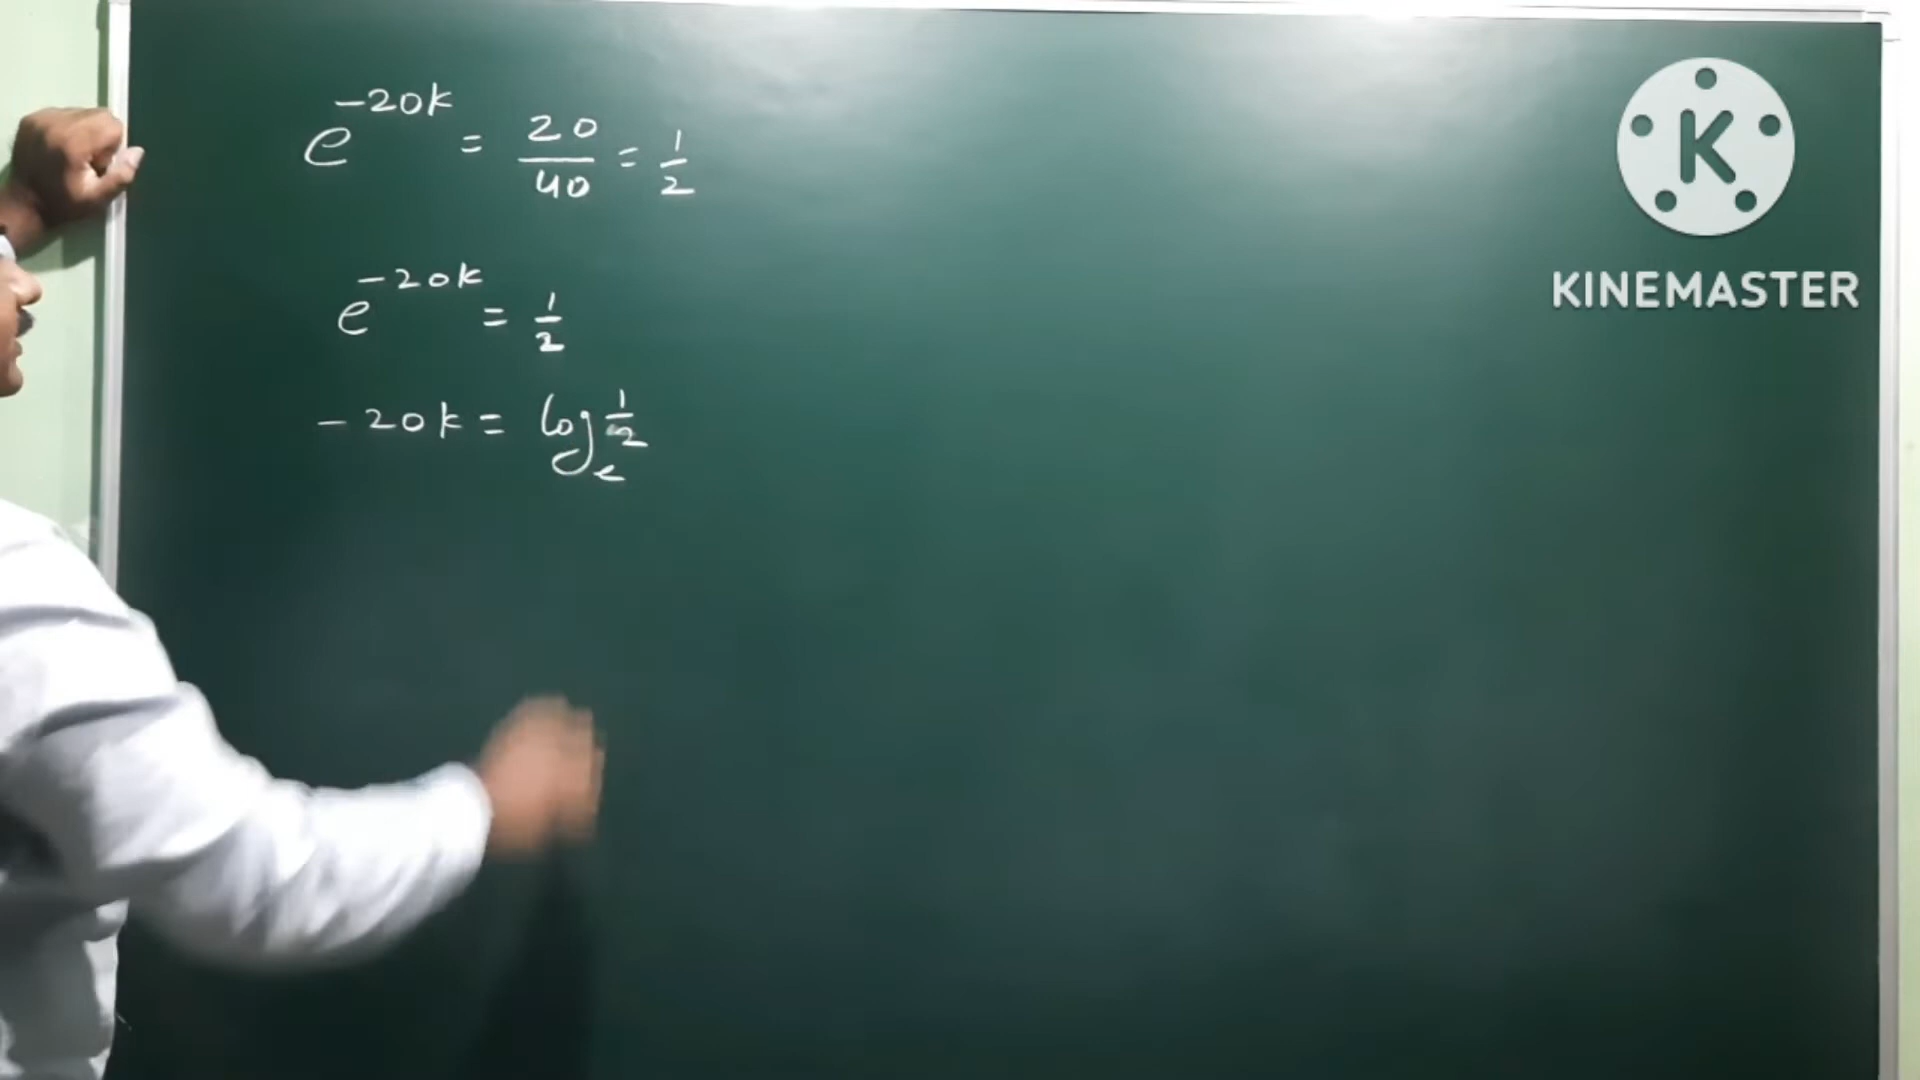 e^{-20k} = 20/40 = 1/2
e^{-20k} = 1/2
-20k = log_e 1/2
K
KINEMASTER